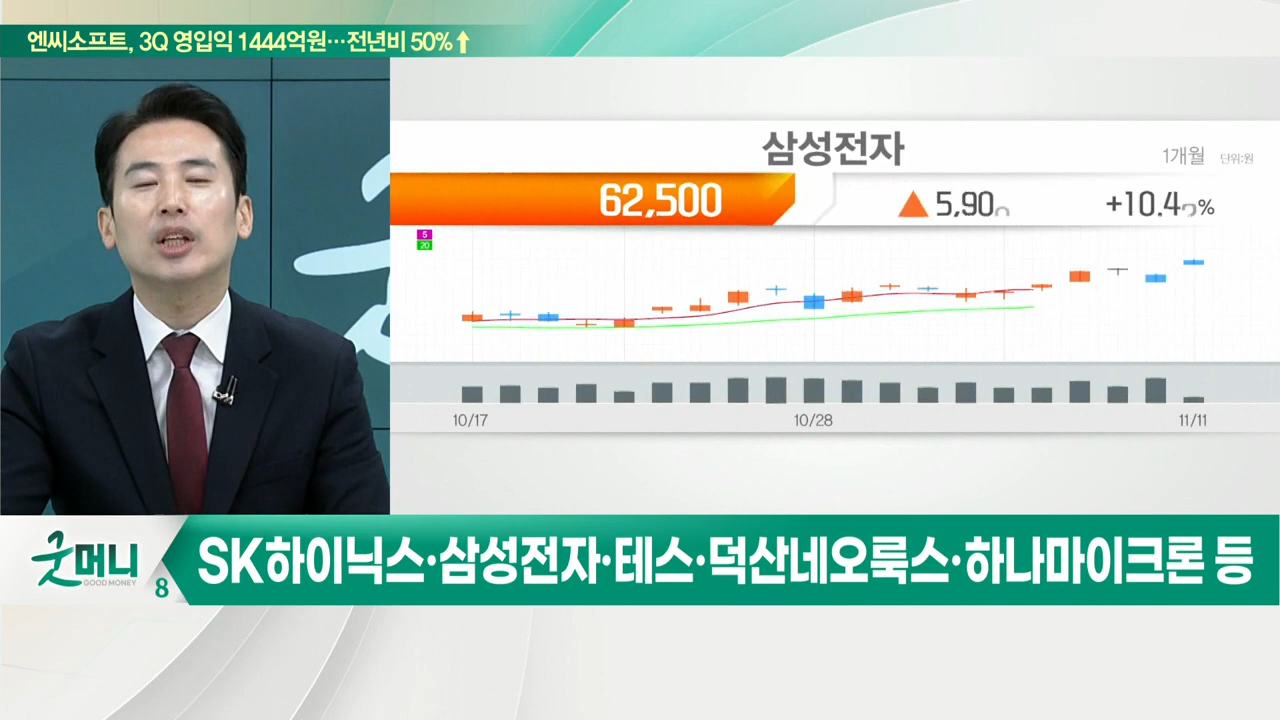 엔씨소프트, 3Q 영입익 1444억원…전년비 50%↑
삼성전자
1개월 단위:원
62,500 ▲ 5,90
5
20
10/17 10/28 11/11
굿머니
GOOD MONEY
8
SK하이닉스·삼성전자·테스·덕산네오룩스·하나마이크론 등